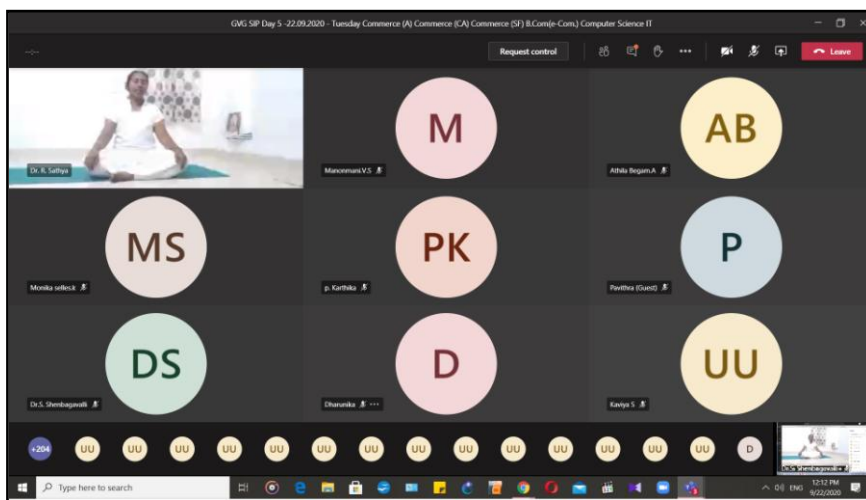 GVG SIP Day 5 -22.09.2020 - Tuesday Commerce (A) Commerce (CA) Commerce (SF) B.Com(e-Com.) Computer Science IT
--:--
Request control
Leave
M
AB
Dr. R. Sathya
Manonmani.V.S
Athila Begam.A
MS
PK
P
Monika selles.k
p. Karthika
Pavithra (Guest)
DS
D
UU
Dr.S. Shenbagavalli
Dharunika
Kaviya S
+204 UU UU UU UU UU UU UU UU UU UU UU UU UU UU D
Dr.S. Shenbagavalli
Type here to search
ENG
12:12 PM
9/22/2020